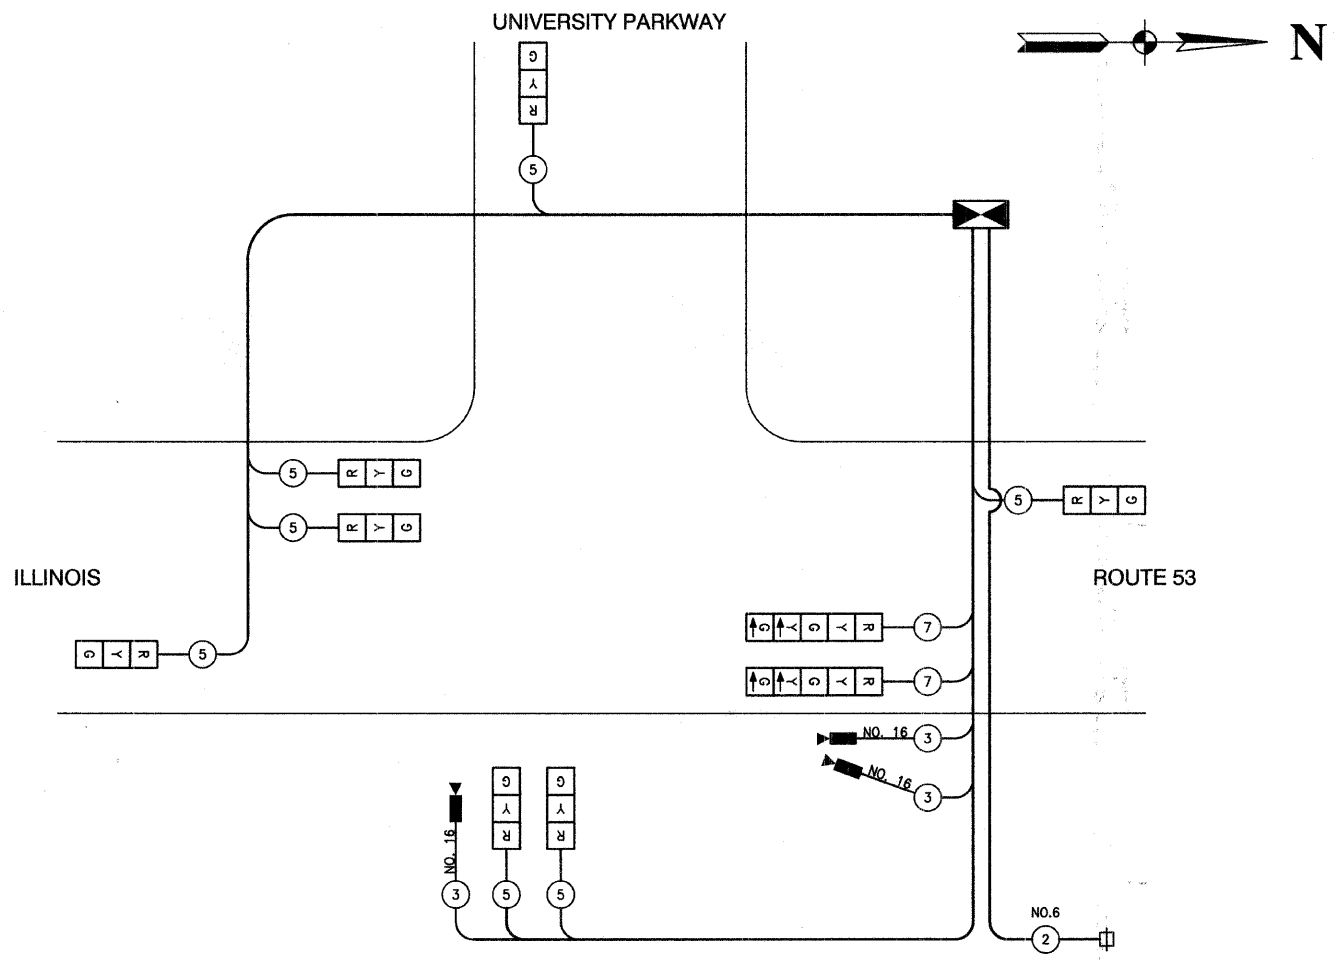 UNIVERSITY PARKWAY
N
G
Y
R
5
5 R Y G
5 R Y G
5 R Y G
ILLINOIS
ROUTE 53
G Y G Y R 7
G Y R 5
G Y G Y R 7
NO. 16 3
NO. 16 3
G G
Y Y
R R
NO. 16
3 5 5
NO.6
2